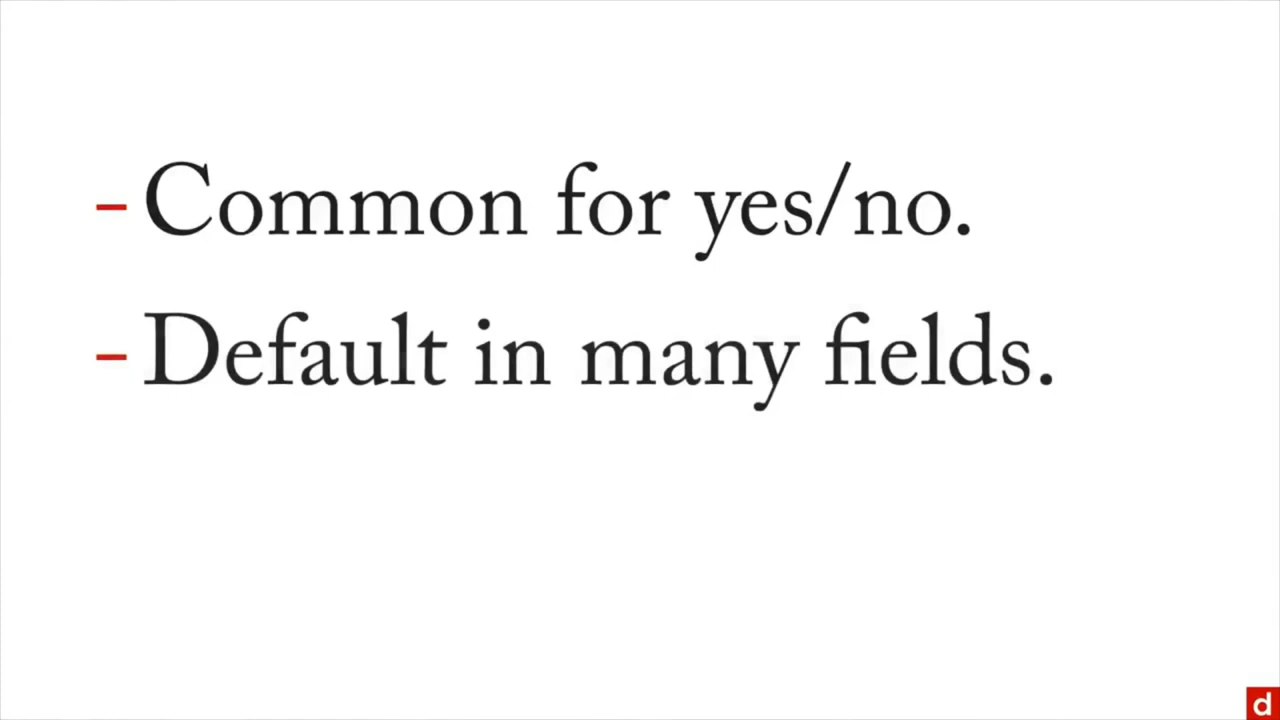 - Common for yes/no.
- Default in many fields.
d